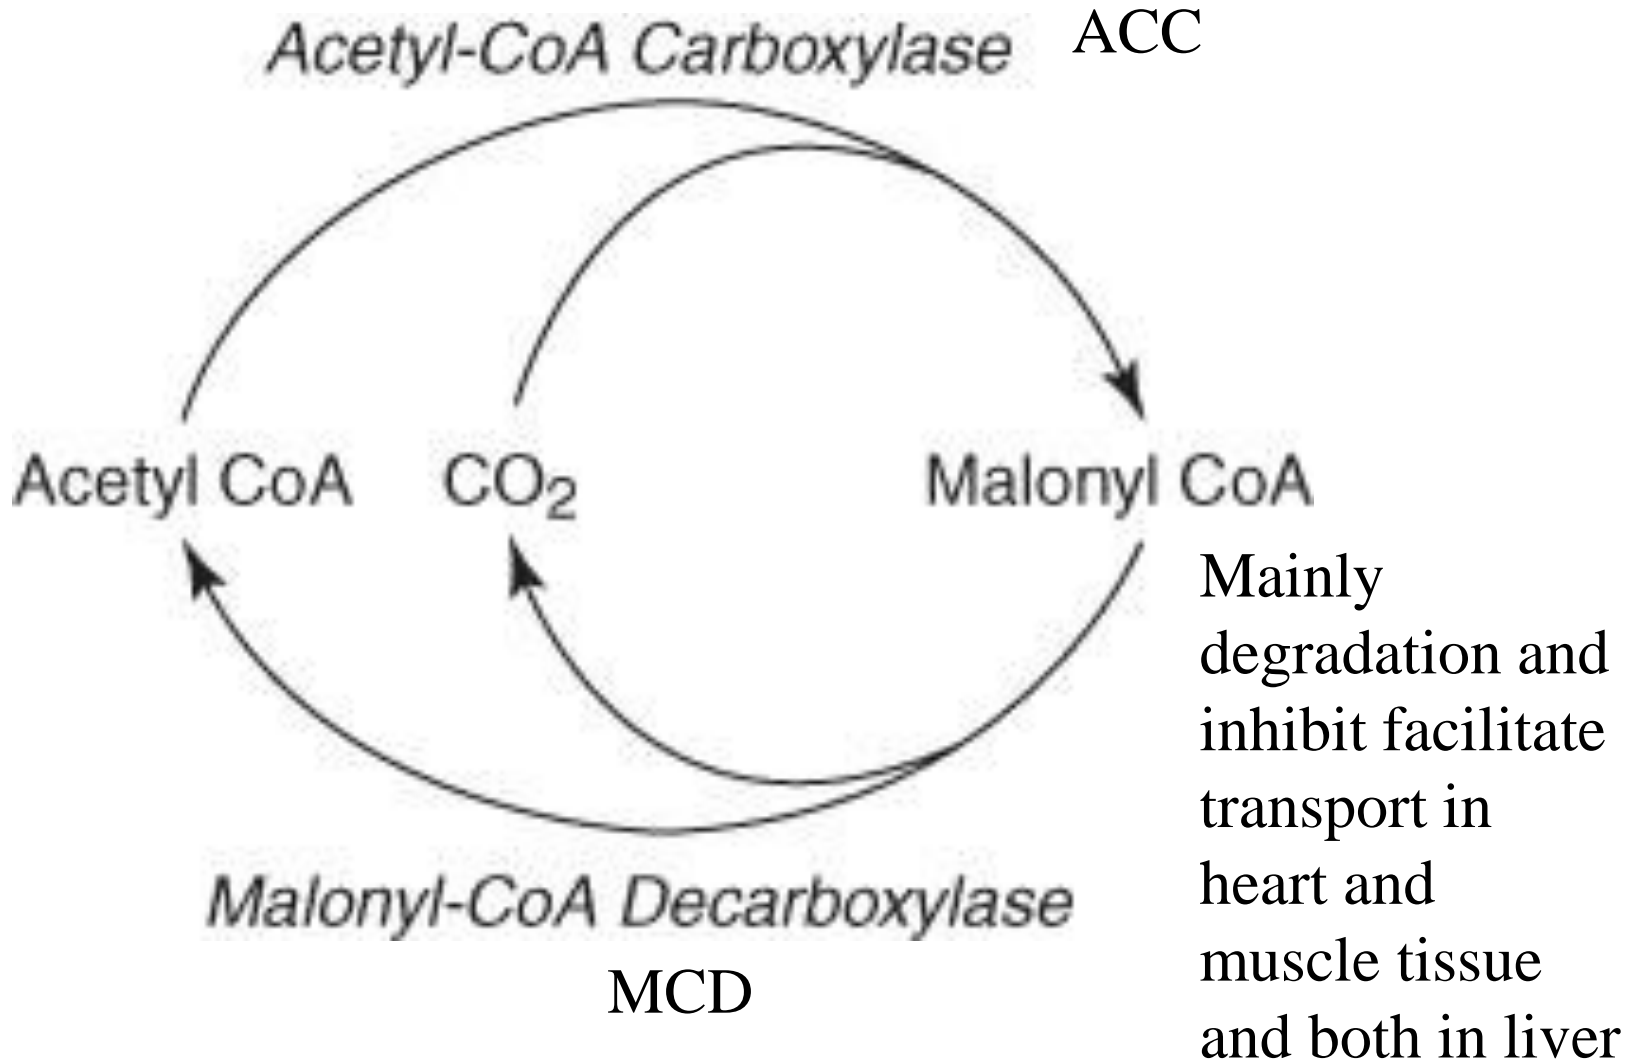 Acetyl-CoA Carboxylase ACC
Acetyl CoA CO₂ Malonyl CoA
Mainly
degradation and
inhibit facilitate
transport in
heart and
muscle tissue
and both in liver
Malonyl-CoA Decarboxylase
MCD